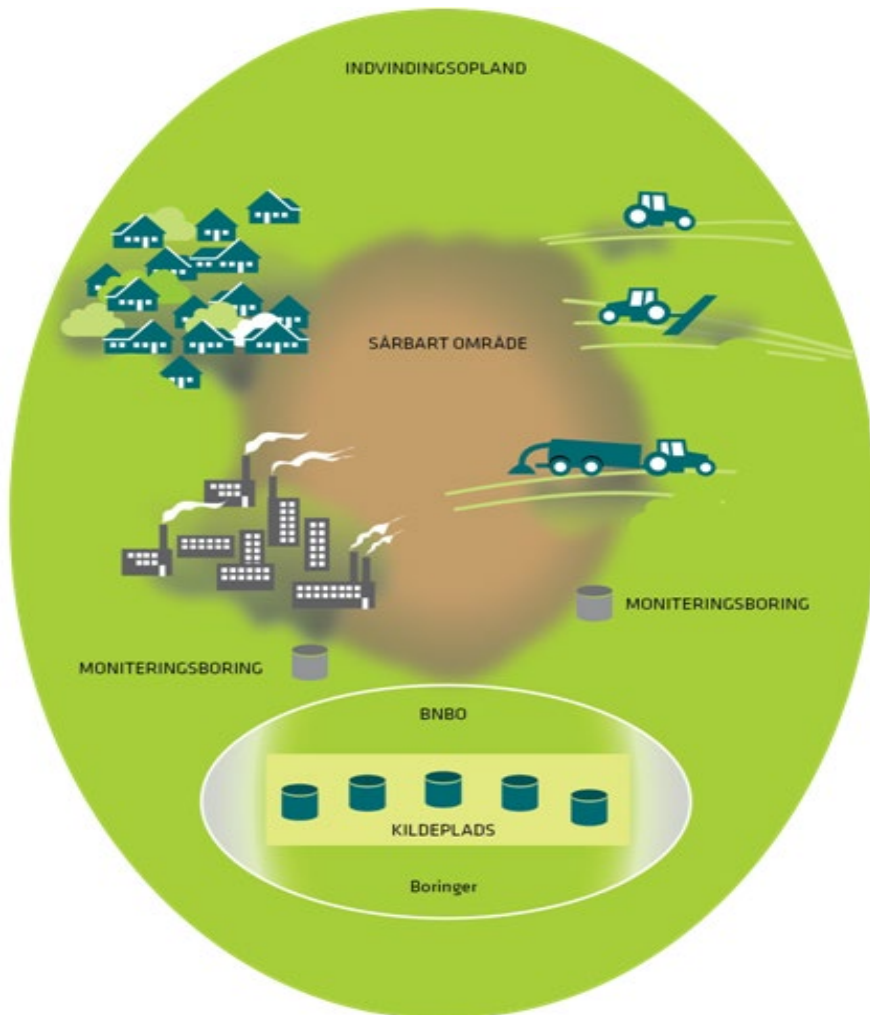 INDVINDINGSOPLAND
SÅRBART OMRÅDE
MONITERINGSBORING
MONITERINGSBORING
BNBO
KILDEPLADS
Boringer